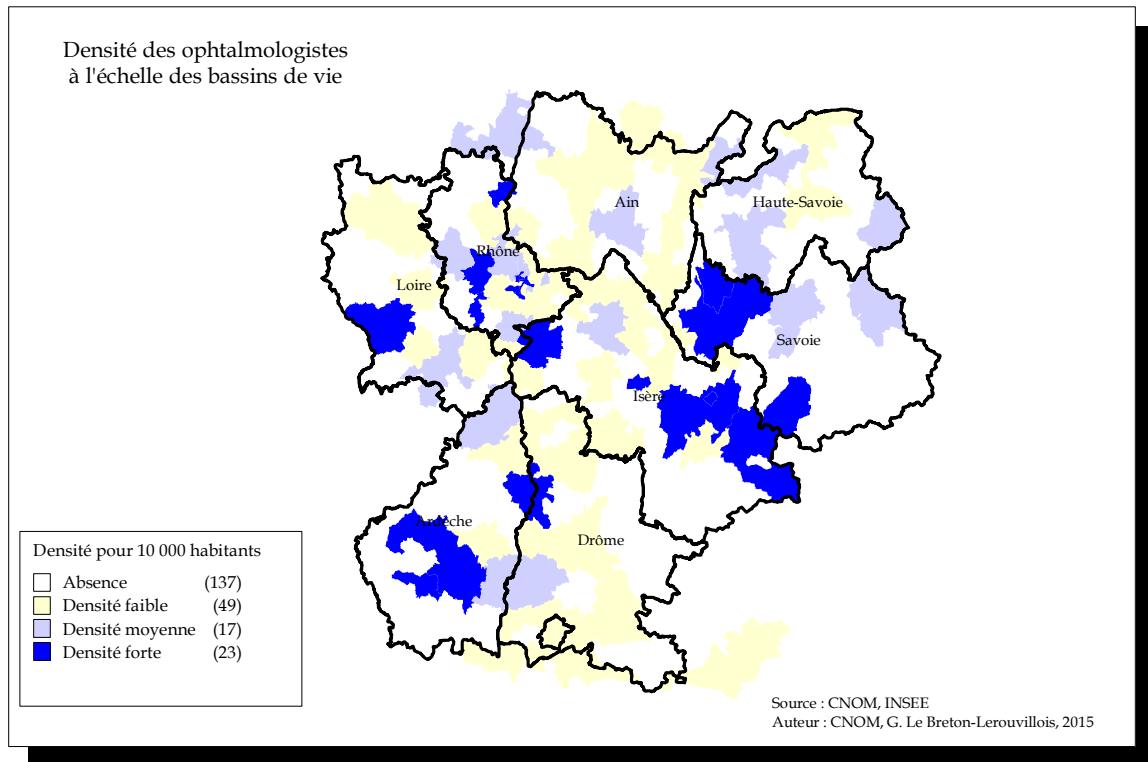 Densité des ophtalmologistes
à l'échelle des bassins de vie
Ain
Haute-Savoie
Rhône
Loire
Savoie
Isère
Ardèche
Drôme
Densité pour 10 000 habitants
Absence (137)
Densité faible (49)
Densité moyenne (17)
Densité forte (23)
Source : CNOM, INSEE
Auteur : CNOM, G. Le Breton-Lerouvillois, 2015